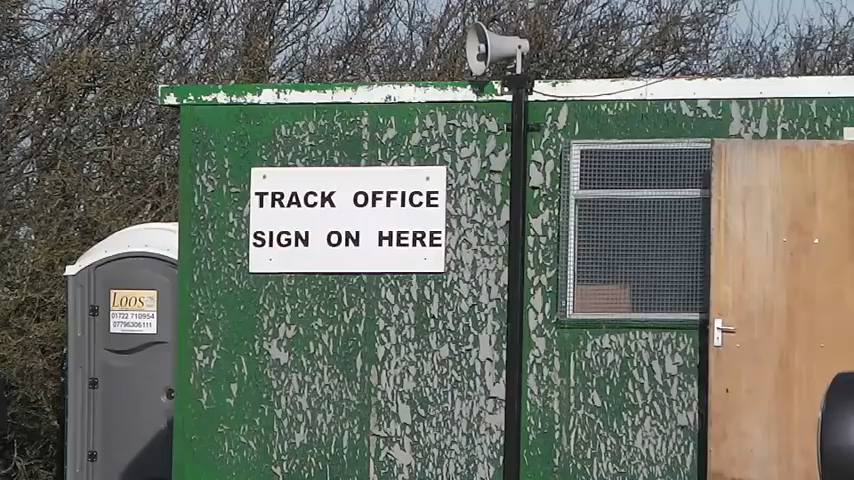 TRACK OFFICE
SIGN ON HERE
LOOS
01722 710954
07796306111